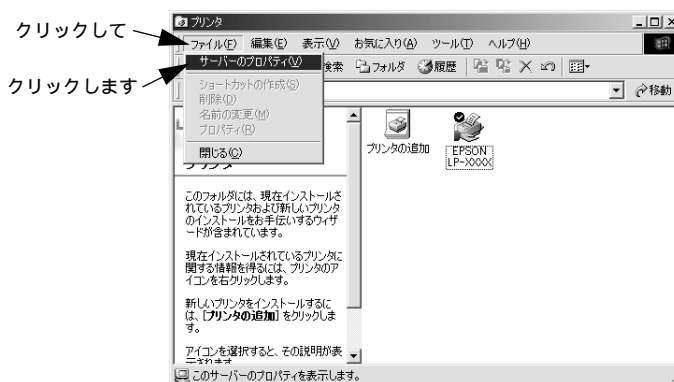 プリンタ
クリックして
ファイル(F) 編集(E) 表示(V) お気に入り(A) ツール(T) ヘルプ(H)
サーバーのプロパティ(V)
検索 フォルダ 履歴
クリックします
ショートカットの作成(S)
削除(D)
名前の変更(M)
プロパティ(R)
閉じる(C)
移動
プリンタの追加
EPSON
LP-XXXX
プリンタ
このフォルダには、現在インストールさ
れているプリンタおよび新しいプリンタ
のインストールをお手伝いするウィザ
ードが含まれています。
現在インストールされているプリンタに
関する情報を得るには、プリンタのア
イコンを右クリックします。
新しいプリンタをインストールするに
は、[プリンタの追加] をクリックしま
す。
アイコンを選択すると、その説明が表
示されます。
このサーバーのプロパティを表示します。